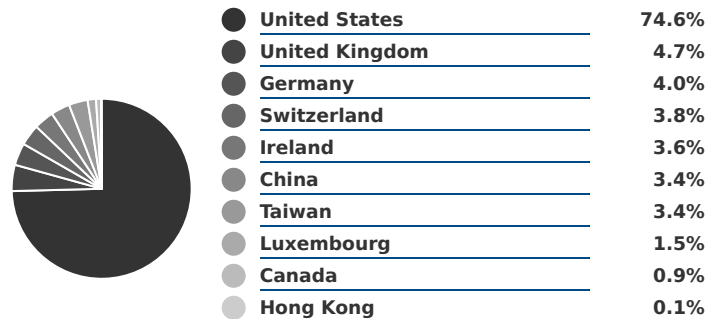 United States 74.6%
United Kingdom 4.7%
Germany 4.0%
Switzerland 3.8%
Ireland 3.6%
China 3.4%
Taiwan 3.4%
Luxembourg 1.5%
Canada 0.9%
Hong Kong 0.1%